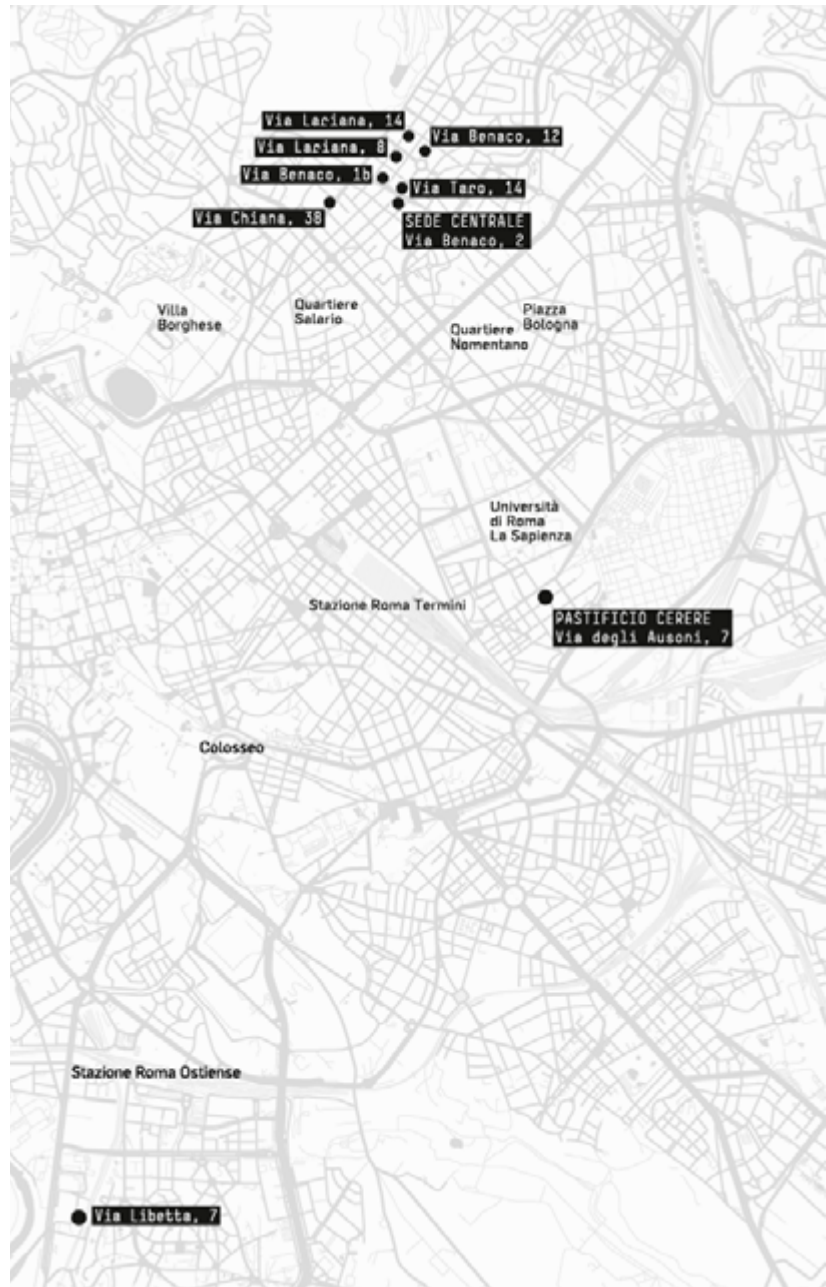 Via Lariana, 14
Via Benaco, 12
Via Lariana, 8
Via Benaco, 1b
Via Taro, 14
Via Chiana, 38
SEDE CENTRALE
Via Benaco, 2
Villa
Borghese
Quartiere
Salario
Piazza
Bologna
Quartiere
Nomentano
Università
di Roma
La Sapienza
Stazione Roma Termini
PASTIFICIO CERERE
Via degli Ausoni, 7
Colosseo
Stazione Roma Ostiense
Via Libetta, 7